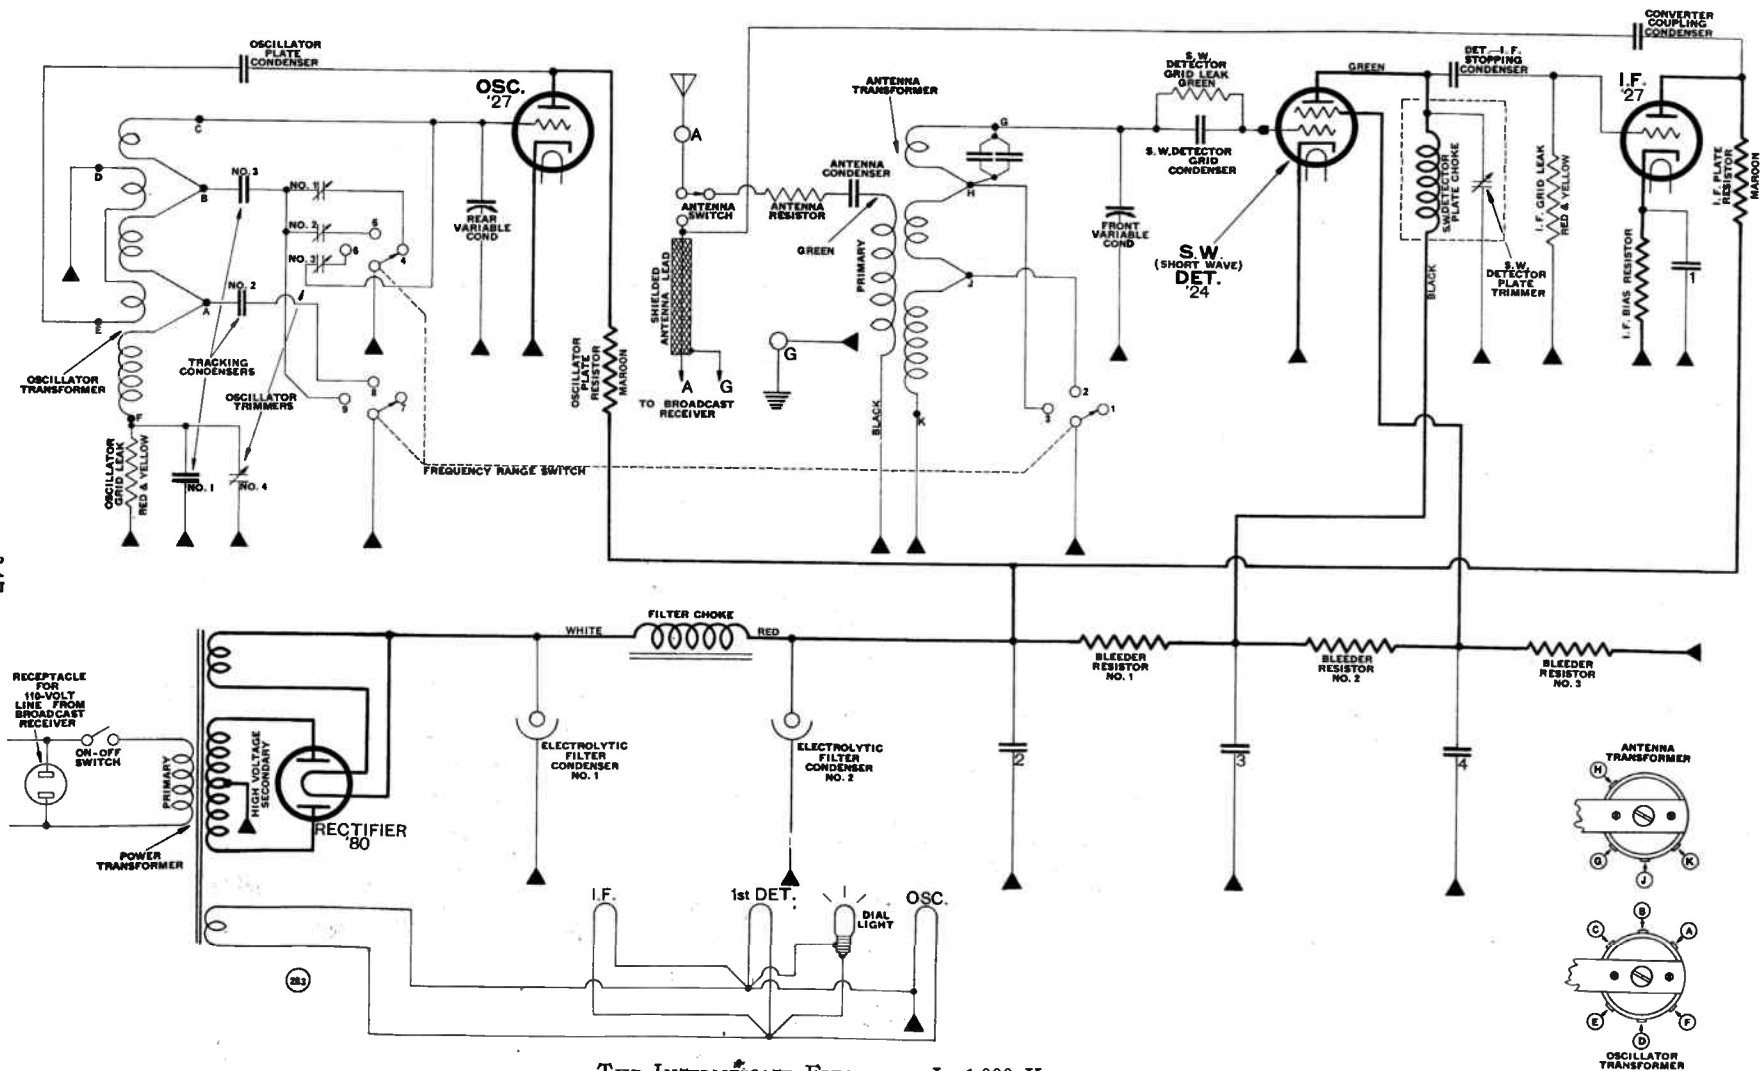 OSCILLATOR
PLATE
CONDENSER
OSC.
'27
C
D
B
A
E
F
NO. 3
NO. 2
NO. 1
NO. 2
NO. 3
5
6
4
8
9
7
TRACKING
CONDENSERS
OSCILLATOR
TRIMMERS
OSCILLATOR
TRANSFORMER
OSCILLATOR
GRID LEAK
RED & YELLOW
NO. 1
NO. 4
REAR
VARIABLE
COND
OSCILLATOR
PLATE
RESISTOR
MAROON
FREQUENCY RANGE SWITCH
A
ANTENNA
SWITCH
ANTENNA
RESISTOR
ANTENNA
CONDENSER
GREEN
SHIELDED
ANTENNA LEAD
A G
TO BROADCAST
RECEIVER
G
ANTENNA
TRANSFORMER
PRIMARY
BLACK
G
H
J
K
2
3
1
FRONT
VARIABLE
COND
S.W.
DETECTOR
GRID LEAK
GREEN
S.W. DETECTOR
GRID
CONDENSER
S.W.
(SHORT WAVE)
DET.
'24
GREEN
DET.—I.F.
STOPPING
CONDENSER
CONVERTER
COUPLING
CONDENSER
I.F.
'27
S.W. DETECTOR
PLATE CHOKE
BLACK
S.W.
DETECTOR
PLATE
TRIMMER
I.F. GRID LEAK
RED & YELLOW
I.F. BIAS RESISTOR
1
I.F. PLATE
RESISTOR
MAROON
FILTER CHOKE
WHITE
RED
BLEEDER
RESISTOR
NO. 1
BLEEDER
RESISTOR
NO. 2
BLEEDER
RESISTOR
NO. 3
RECEPTACLE
FOR
110-VOLT
LINE FROM
BROADCAST
RECEIVER
ON-OFF
SWITCH
PRIMARY
POWER
TRANSFORMER
HIGH VOLTAGE
SECONDARY
RECTIFIER
'80
ELECTROLYTIC
FILTER
CONDENSER
NO. 1
ELECTROLYTIC
FILTER
CONDENSER
NO. 2
2
3
4
I.F.
1st DET.
DIAL
LIGHT
OSC.
283
ANTENNA
TRANSFORMER
H
G
K
J
B
C
A
E
F
D
OSCILLATOR
TRANSFORMER